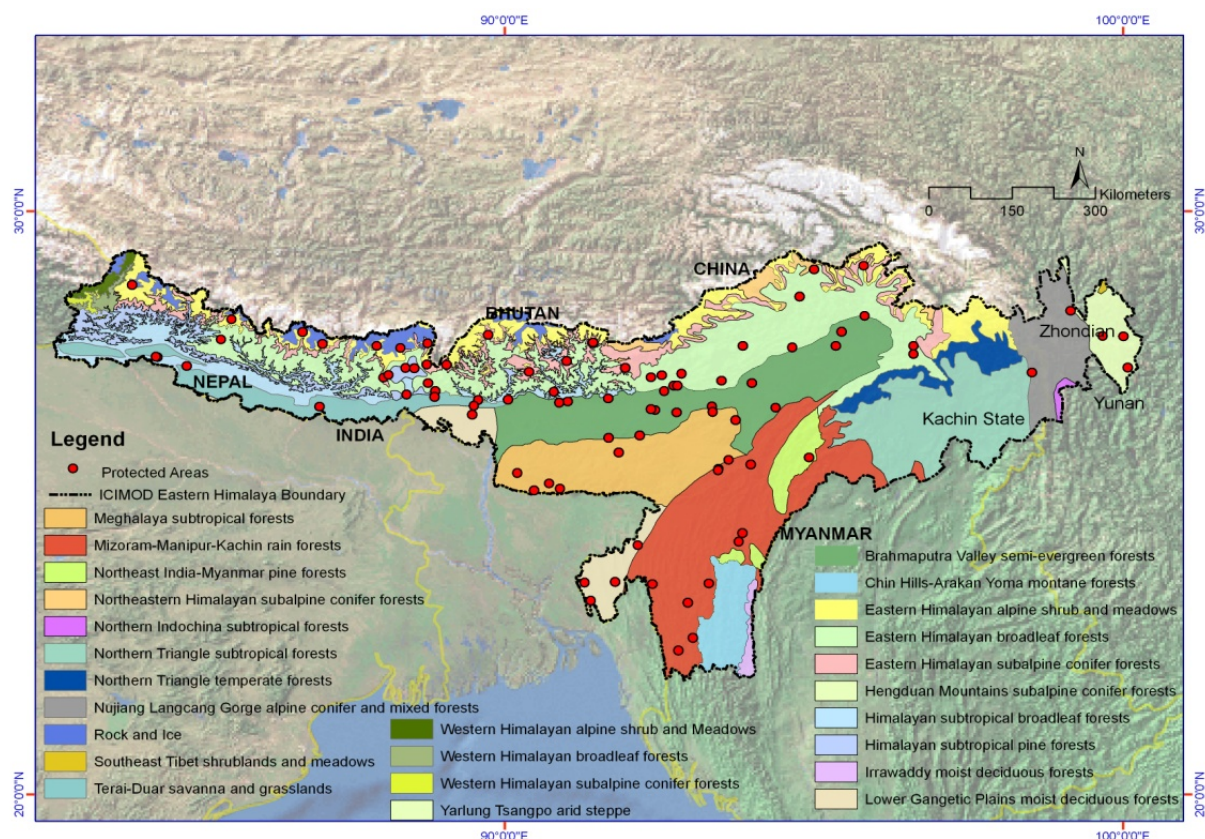 90°0'0"E
100°0'0"E
N
Kilometers
0 150 300
30°0'0"N
30°0'0"N
CHINA
BHUTAN
Zhondian
NEPAL
Yunan
INDIA
Kachin State
MYANMAR
Legend
Protected Areas
ICIMOD Eastern Himalaya Boundary
Meghalaya subtropical forests
Mizoram-Manipur-Kachin rain forests
Northeast India-Myanmar pine forests
Northeastern Himalayan subalpine conifer forests
Northern Indochina subtropical forests
Northern Triangle subtropical forests
Northern Triangle temperate forests
Nujiang Langcang Gorge alpine conifer and mixed forests
Rock and Ice
Southeast Tibet shrublands and meadows
Terai-Duar savanna and grasslands
Western Himalayan alpine shrub and Meadows
Western Himalayan broadleaf forests
Western Himalayan subalpine conifer forests
Yarlung Tsangpo arid steppe
Brahmaputra Valley semi-evergreen forests
Chin Hills-Arakan Yoma montane forests
Eastern Himalayan alpine shrub and meadows
Eastern Himalayan broadleaf forests
Eastern Himalayan subalpine conifer forests
Hengduan Mountains subalpine conifer forests
Himalayan subtropical broadleaf forests
Himalayan subtropical pine forests
Irrawaddy moist deciduous forests
Lower Gangetic Plains moist deciduous forests
20°0'0"N
20°0'0"N
90°0'0"E
100°0'0"E